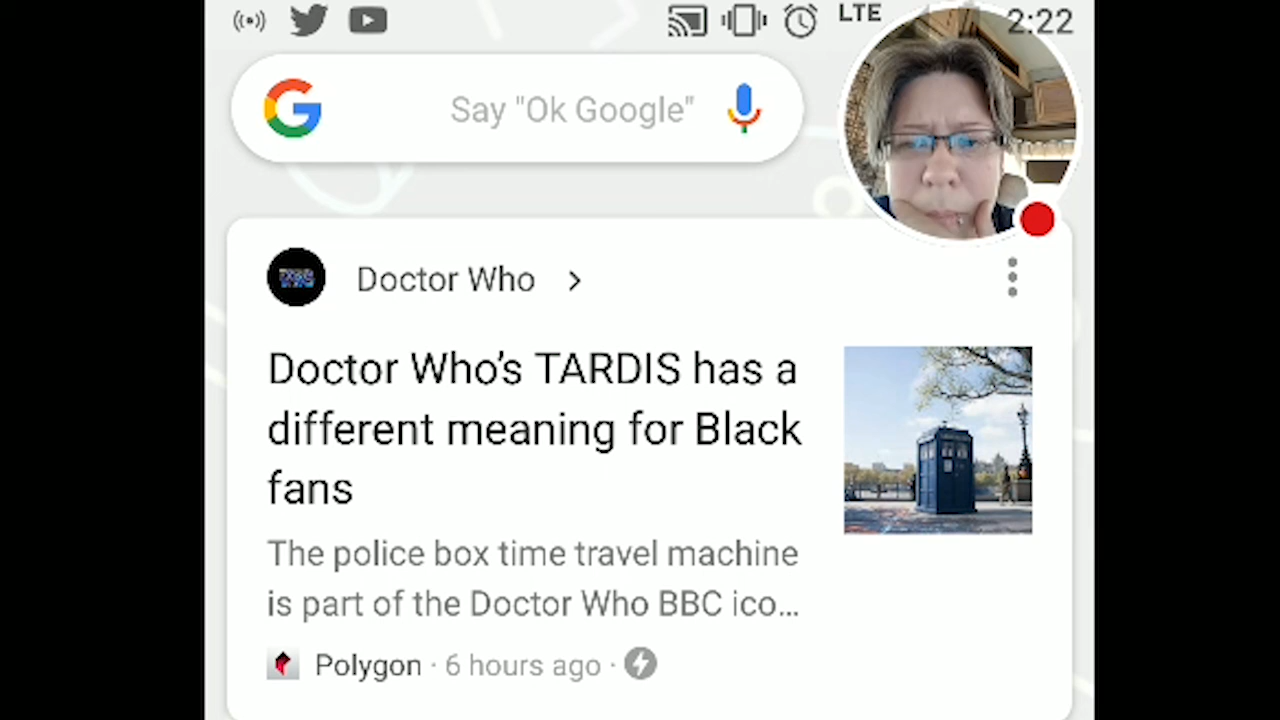 LTE 2:22
Say "Ok Google"
Doctor Who >
Doctor Who's TARDIS has a
different meaning for Black
fans
The police box time travel machine
is part of the Doctor Who BBC ico...
Polygon · 6 hours ago ·